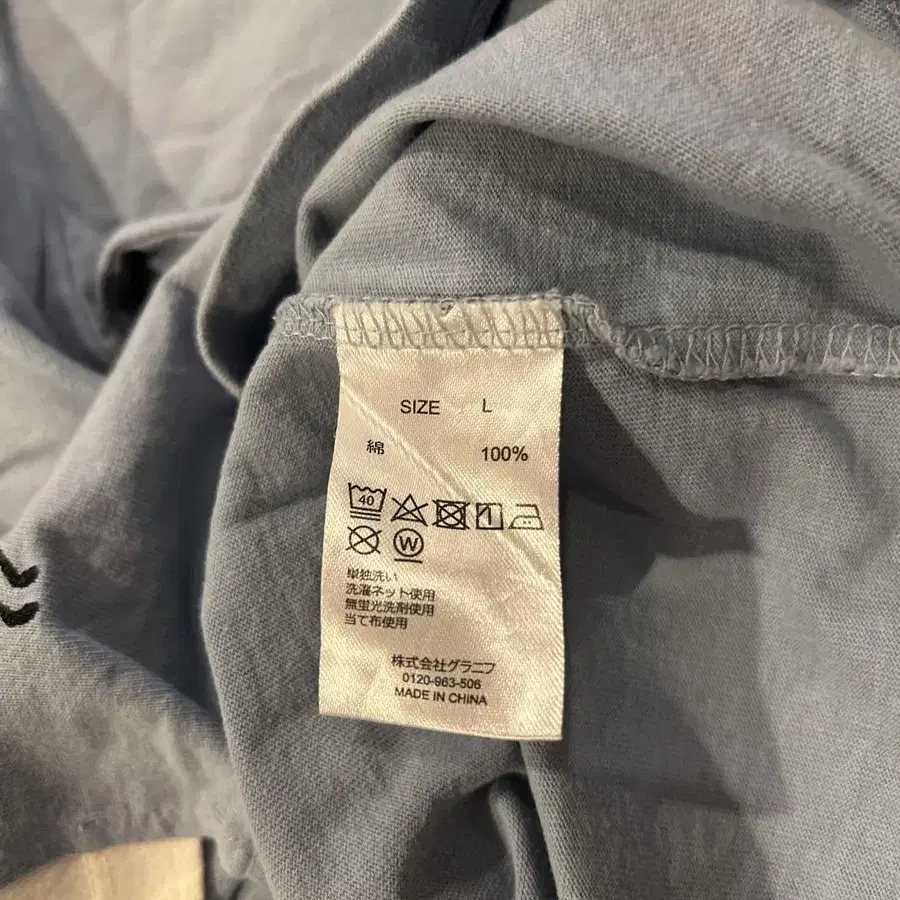 SIZE L
綿 100%
40
W
単独洗い
洗濯ネット使用
無蛍光洗剤使用
当て布使用
株式会社グラニフ
0120-963-506
MADE IN CHINA